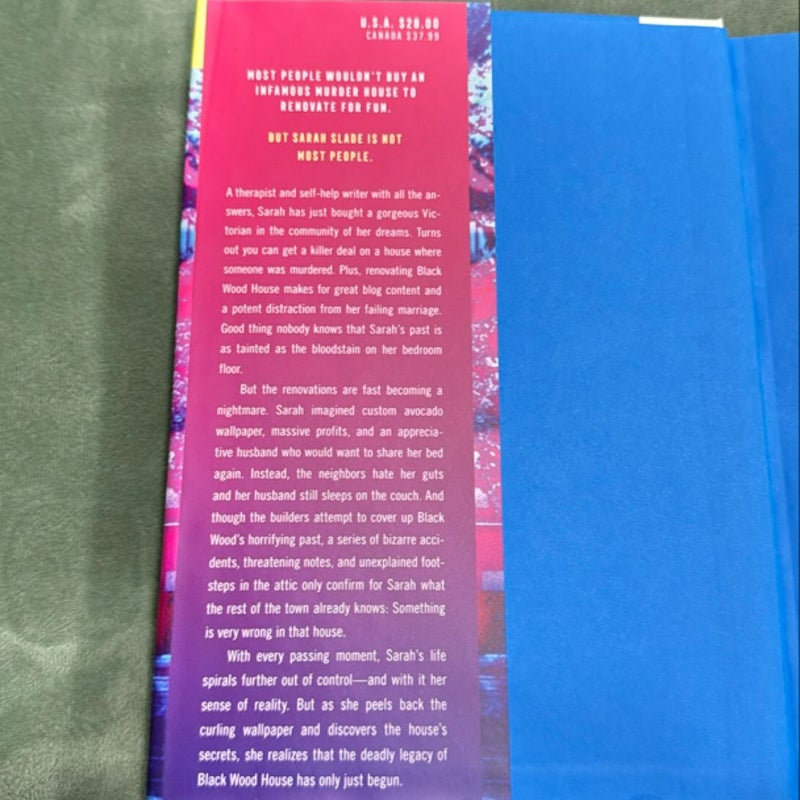 U.S.A. $28.00
CANADA $37.99
MOST PEOPLE WOULDN'T BUY AN
INFAMOUS MURDER HOUSE TO
RENOVATE FOR FUN.
BUT SARAH SLADE IS NOT
MOST PEOPLE.
A therapist and self-help writer with all the an-
swers, Sarah has just bought a gorgeous Vic-
torian in the community of her dreams. Turns
out you can get a killer deal on a house where
someone was murdered. Plus, renovating Black
Wood House makes for great blog content and
a potent distraction from her failing marriage.
Good thing nobody knows that Sarah's past is
as tainted as the bloodstain on her bedroom
floor.
But the renovations are fast becoming a
nightmare. Sarah imagined custom avocado
wallpaper, massive profits, and an apprecia-
tive husband who would want to share her bed
again. Instead, the neighbors hate her guts
and her husband still sleeps on the couch. And
though the builders attempt to cover up Black
Wood's horrifying past, a series of bizarre acci-
dents, threatening notes, and unexplained foot-
steps in the attic only confirm for Sarah what
the rest of the town already knows: Something
is very wrong in that house.
With every passing moment, Sarah's life
spirals further out of control—and with it her
sense of reality. But as she peels back the
curling wallpaper and discovers the house's
secrets, she realizes that the deadly legacy of
Black Wood House has only just begun.